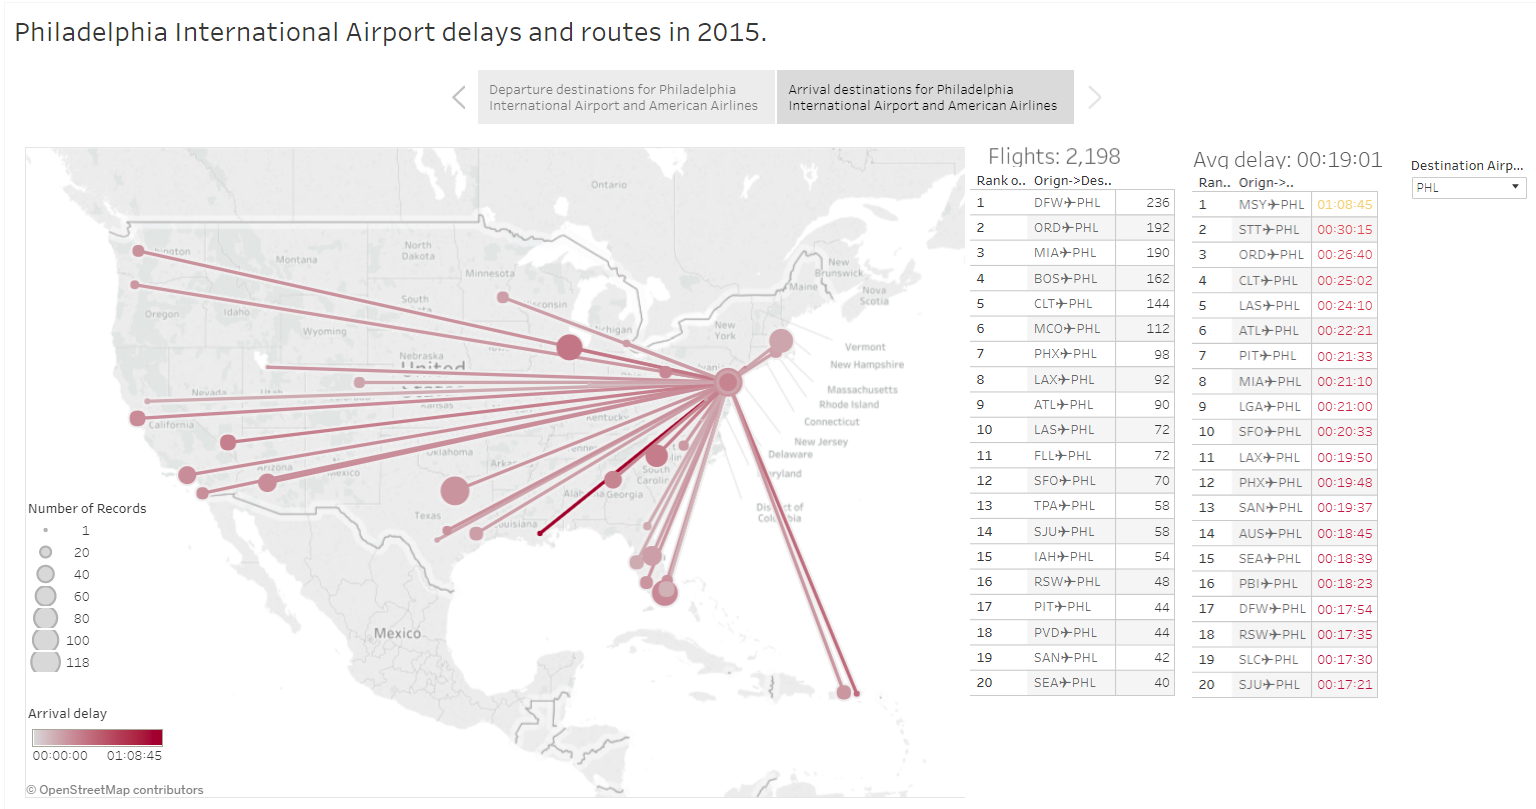 Philadelphia International Airport delays and routes in 2015.
Departure destinations for Philadelphia
International Airport and American Airlines
Arrival destinations for Philadelphia
International Airport and American Airlines
Ontario
Montana
North
Dakota
Minnesota
New
Brunswick
Maine
Nova
Scotia
South
Oregon
Idaho
Wyoming
New
York
Vermont
New Hampshire
Massachusetts
Rhode Island
Connecticut
New Jersey
Delaware
Nebraska
United
Nevada
Utah
Kansas
Kentucky
California
Oklahoma
Arizona
South
Georgia
Texas
Mexico
Number of Records
1
20
40
60
80
100
118
Arrival delay
00:00:00 01:08:45
© OpenStreetMap contributors
Flights: 2,198
Rank o.. Orign->Des..
1 DFW✈PHL 236
2 ORD✈PHL 192
3 MIA✈PHL 190
4 BOS✈PHL 162
5 CLT✈PHL 144
6 MCO✈PHL 112
7 PHX✈PHL 98
8 LAX✈PHL 92
9 ATL✈PHL 90
10 LAS✈PHL 72
11 FLL✈PHL 72
12 SFO✈PHL 70
13 TPA✈PHL 58
14 SJU✈PHL 58
15 IAH✈PHL 54
16 RSW✈PHL 48
17 PIT✈PHL 44
18 PVD✈PHL 44
19 SAN✈PHL 42
20 SEA✈PHL 40
Avg delay: 00:19:01
Ran.. Orign->..
1 MSY✈PHL 01:08:45
2 STT✈PHL 00:30:15
3 ORD✈PHL 00:26:40
4 CLT✈PHL 00:25:02
5 LAS✈PHL 00:24:10
6 ATL✈PHL 00:22:21
7 PIT✈PHL 00:21:33
8 MIA✈PHL 00:21:10
9 LGA✈PHL 00:21:00
10 SFO✈PHL 00:20:33
11 LAX✈PHL 00:19:50
12 PHX✈PHL 00:19:48
13 SAN✈PHL 00:19:37
14 AUS✈PHL 00:18:45
15 SEA✈PHL 00:18:39
16 PBI✈PHL 00:18:23
17 DFW✈PHL 00:17:54
18 RSW✈PHL 00:17:35
19 SLC✈PHL 00:17:30
20 SJU✈PHL 00:17:21
Destination Airp...
PHL